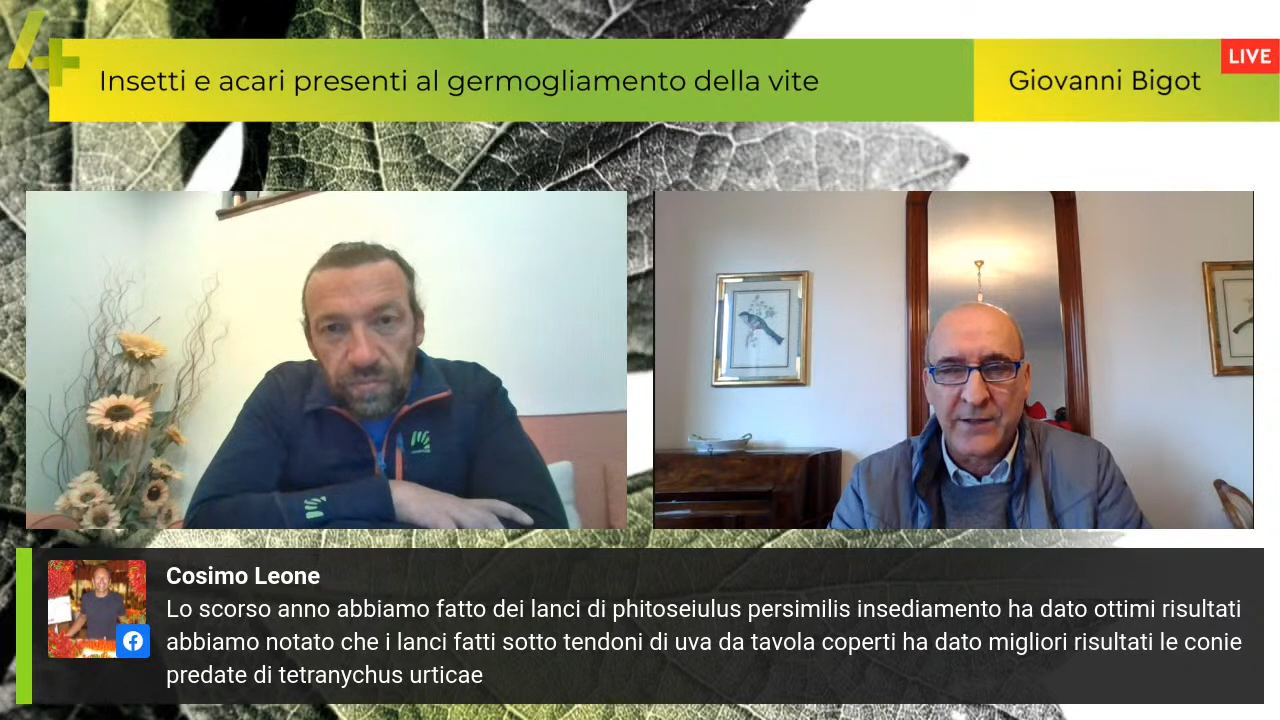 Insetti e acari presenti al germogliamento della vite
Giovanni Bigot
LIVE
Cosimo Leone
Lo scorso anno abbiamo fatto dei lanci di phitoseiulus persimilis insediamento ha dato ottimi risultati
abbiamo notato che i lanci fatti sotto tendoni di uva da tavola coperti ha dato migliori risultati le conie
predate di tetranychus urticae